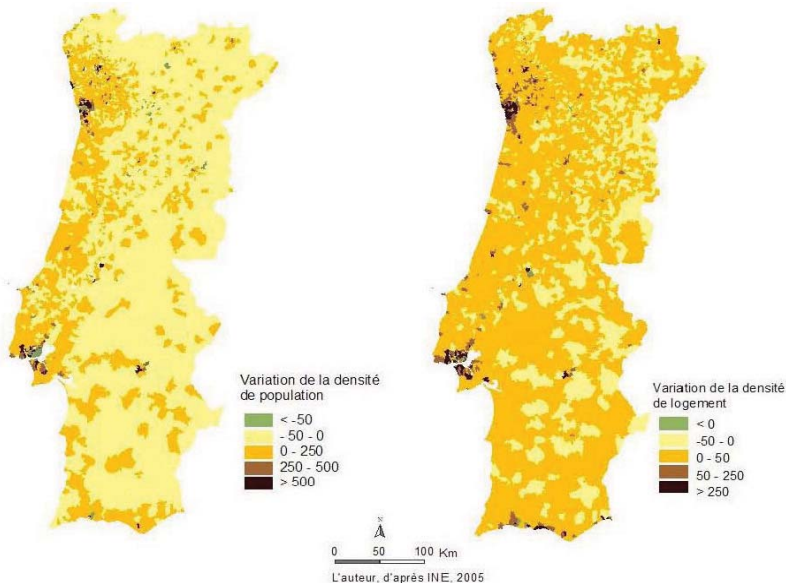 Variation de la densité
de population
< -50
- 50 - 0
0 - 250
250 - 500
> 500
Variation de la densité
de logement
< 0
-50 - 0
0 - 50
50 - 250
> 250
N
0 50 100 Km
L'auteur, d'après INE, 2005